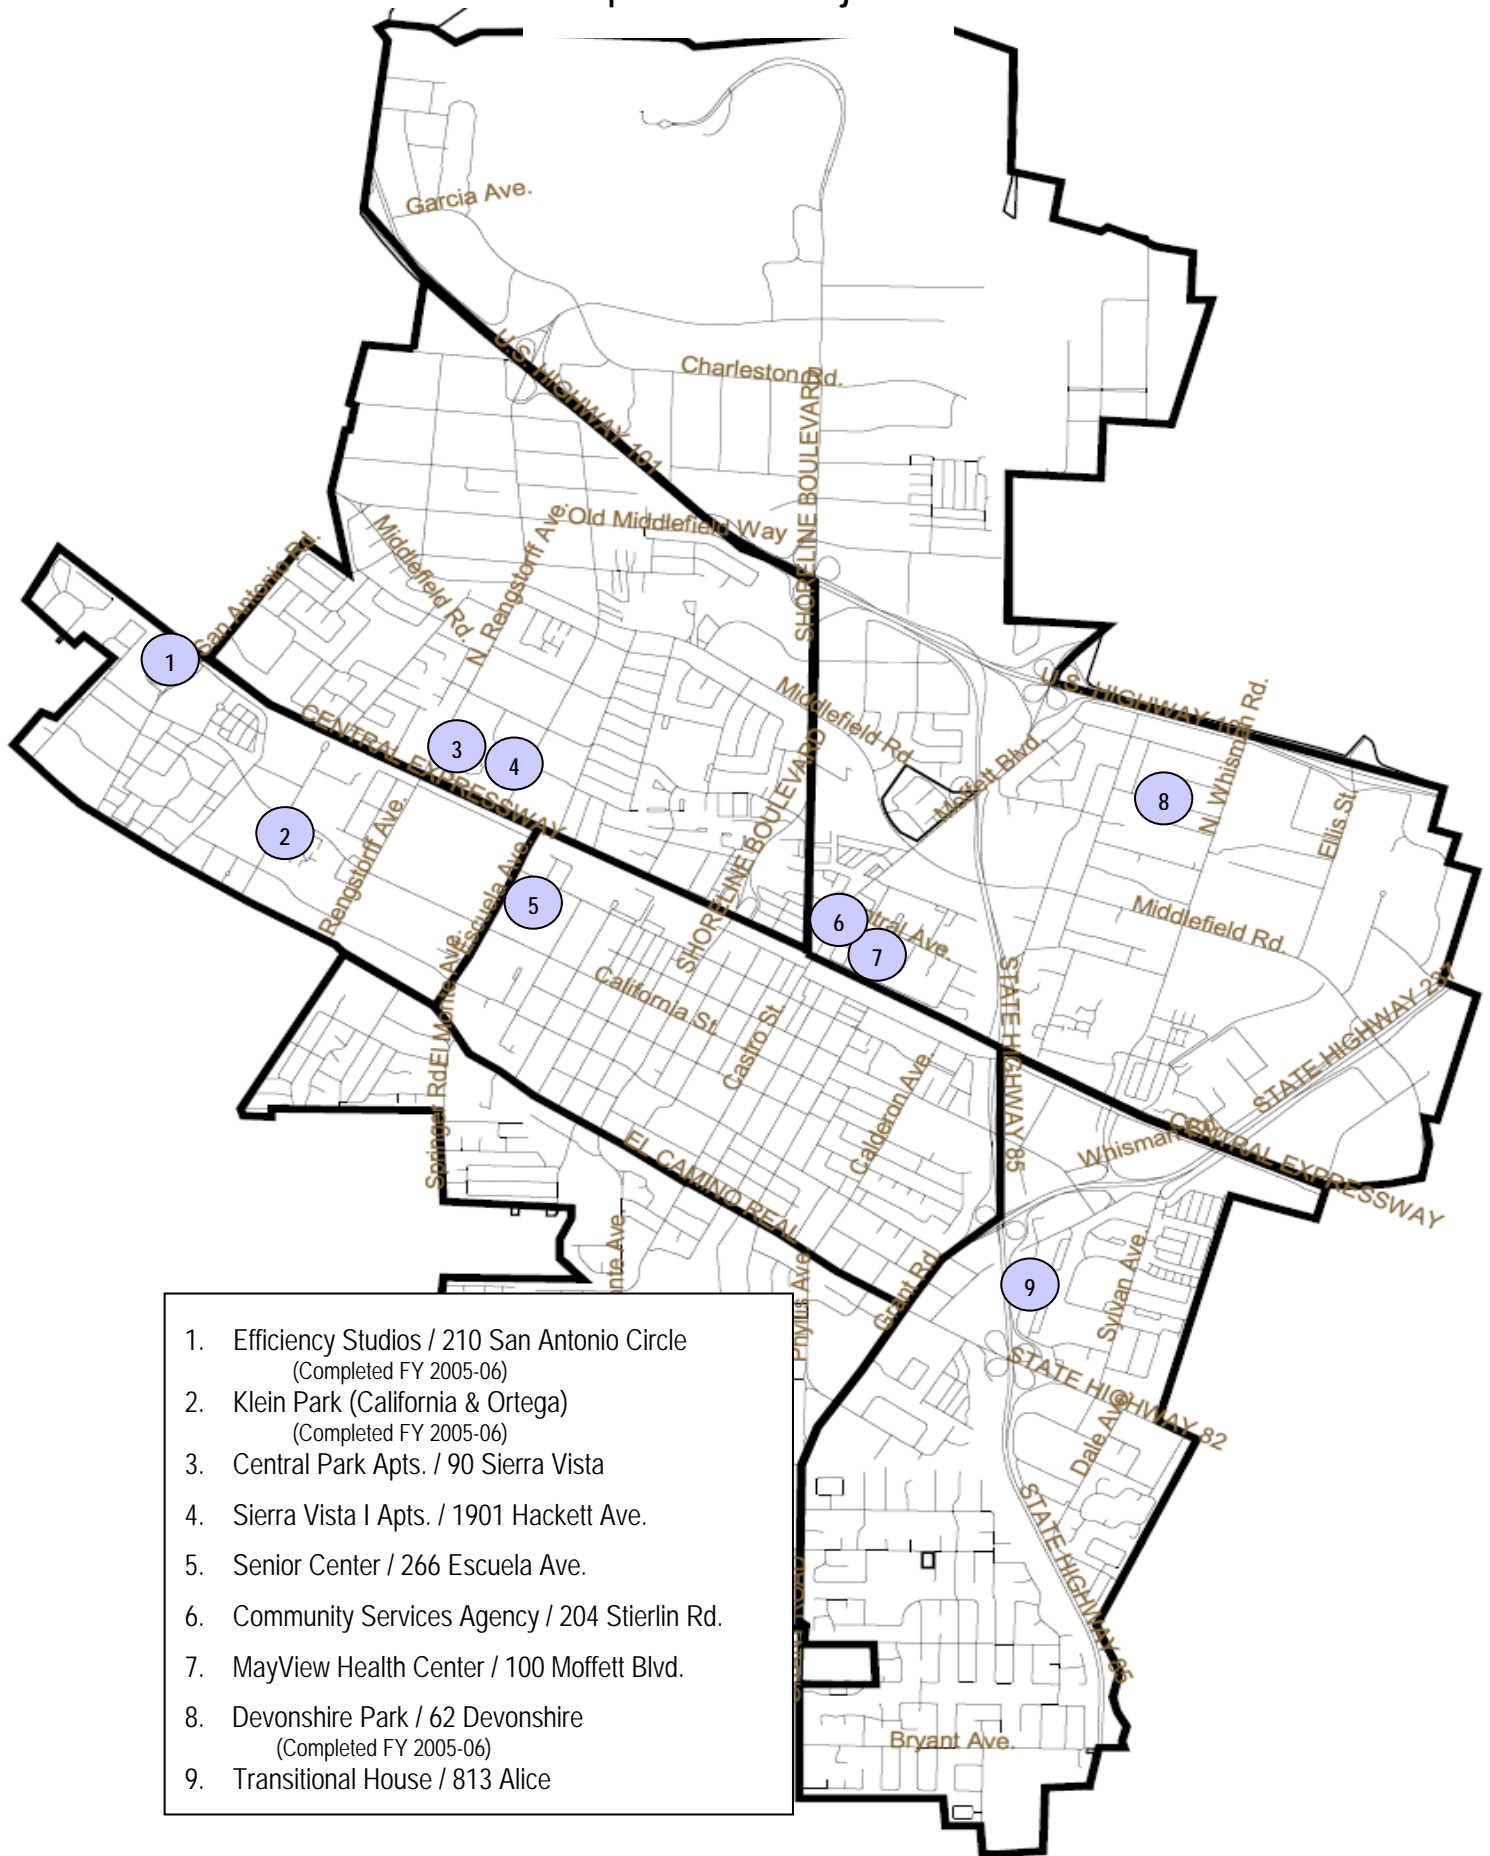 Garcia Ave.
Charleston Rd.
U.S. HIGHWAY 101
SHORELINE BOULEVARD
Old Middlefield Way
Middlefield Rd.
N. Rengstorff Ave.
San Antonio Rd.
1
CENTRAL EXPRESSWAY
3
4
2
Rengstorff Ave.
Escuela Ave.
5
SHORELINE BOULEVARD
Middlefield Rd.
Moffett Blvd.
U.S. HIGHWAY 101
N. Whisman Rd.
8
Ellis St.
6
7
Ave.
Middlefield Rd.
STATE HIGHWAY 237
California St.
Castro St.
Calderon Ave.
STATE HIGHWAY 85
Whisman
CENTRAL EXPRESSWAY
El Monte Ave.
Springer Rd.
EL CAMINO REAL
Phyllis Ave.
Grant Rd.
9
Sylvan Ave.
STATE HIGHWAY 82
Dale Ave.
STATE HIGHWAY 85
Bryant Ave.
1. Efficiency Studios / 210 San Antonio Circle
(Completed FY 2005-06)
2. Klein Park (California & Ortega)
(Completed FY 2005-06)
3. Central Park Apts. / 90 Sierra Vista
4. Sierra Vista I Apts. / 1901 Hackett Ave.
5. Senior Center / 266 Escuela Ave.
6. Community Services Agency / 204 Stierlin Rd.
7. MayView Health Center / 100 Moffett Blvd.
8. Devonshire Park / 62 Devonshire
(Completed FY 2005-06)
9. Transitional House / 813 Alice